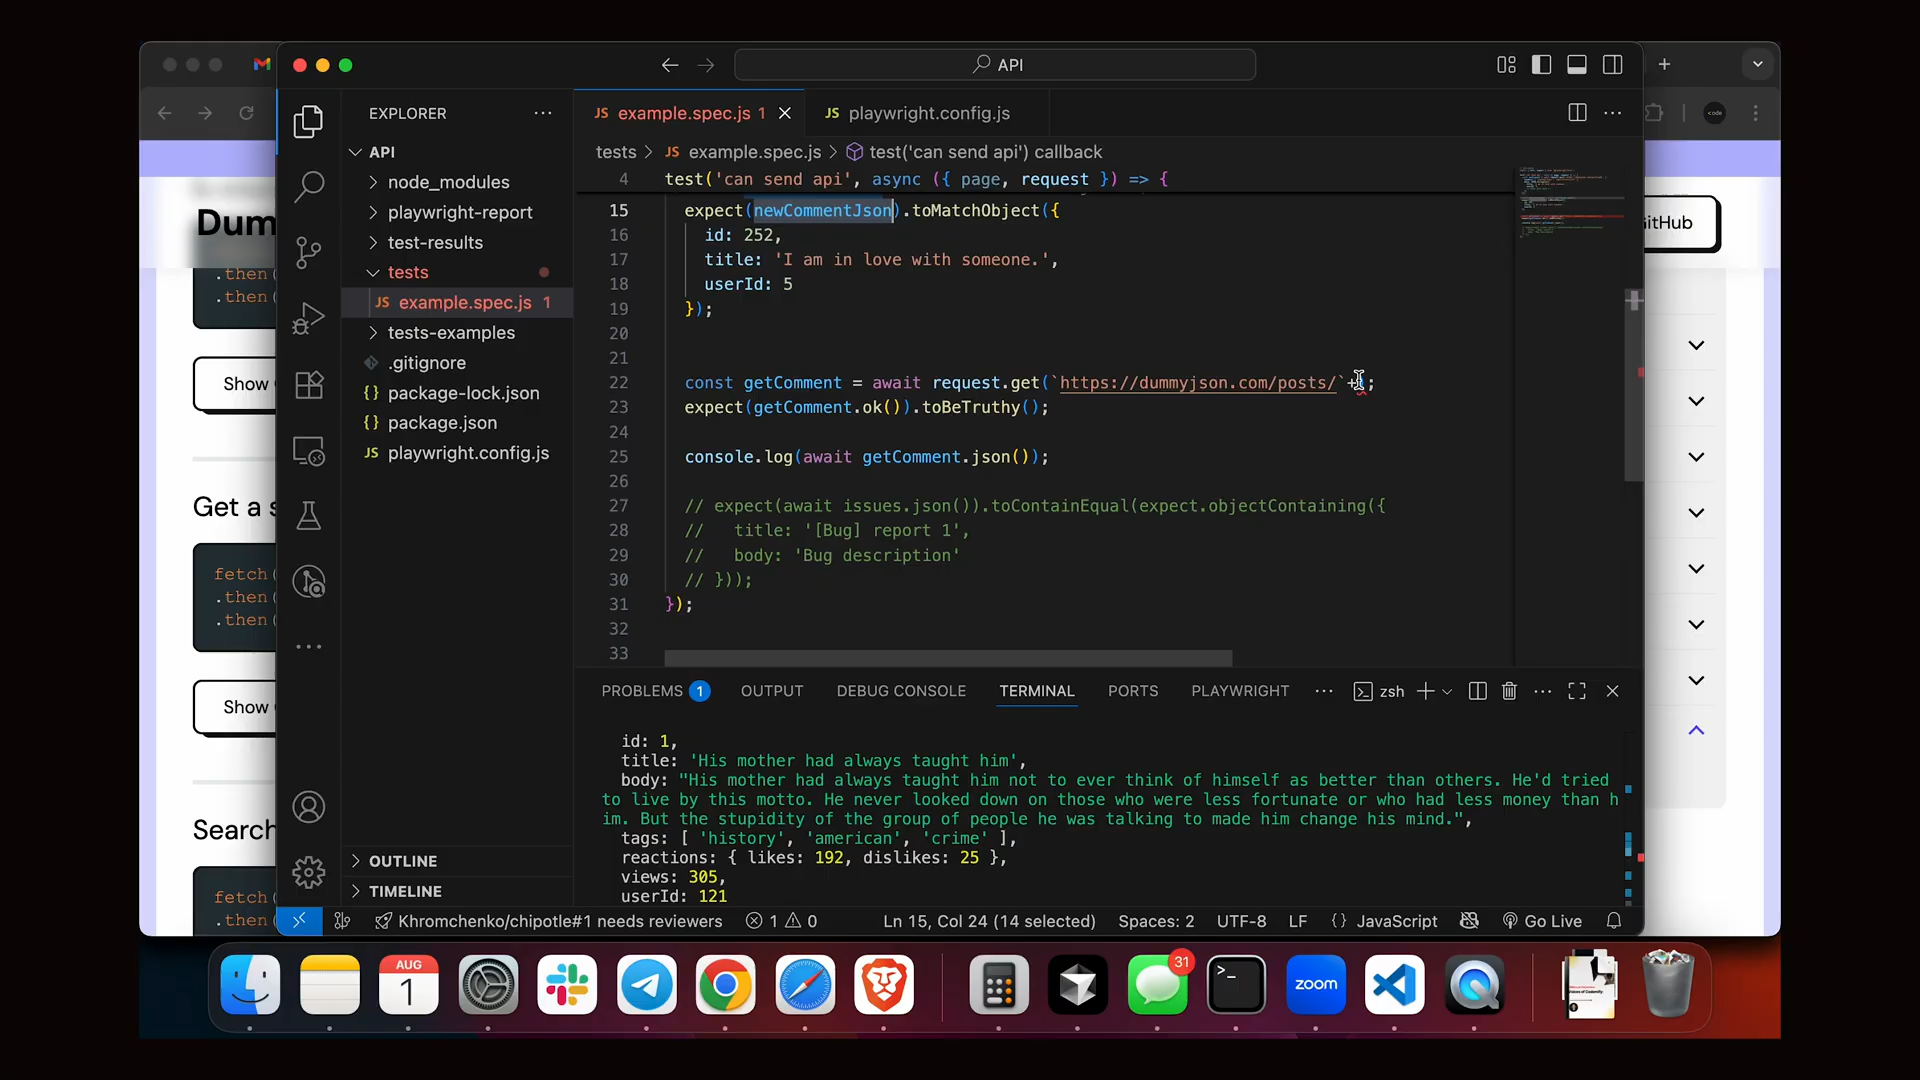 API
EXPLORER
example.spec.js 1
playwright.config.js
tests > JS example.spec.js > test('can send api') callback
API
node_modules
playwright-report
test-results
tests
JS example.spec.js 1
tests-examples
.gitignore
{} package-lock.json
{} package.json
JS playwright.config.js
OUTLINE
TIMELINE
4 test('can send api', async ({ page, request }) => {
15 expect(newCommentJson).toMatchObject({
16 id: 252,
17 title: 'I am in love with someone.',
18 userId: 5
19 });
20
21
22 const getComment = await request.get(`https://dummyjson.com/posts/`+);
23 expect(getComment.ok()).toBeTruthy();
24
25 console.log(await getComment.json());
26
27 // expect(await issues.json()).toContainEqual(expect.objectContaining({
28 // title: '[Bug] report 1',
29 // body: 'Bug description'
30 // }));
31 });
32
33
PROBLEMS 1 OUTPUT DEBUG CONSOLE TERMINAL PORTS PLAYWRIGHT zsh
id: 1,
title: 'His mother had always taught him',
body: "His mother had always taught him not to ever think of himself as better than others. He'd tried
to live by this motto. He never looked down on those who were less fortunate or who had less money than h
im. But the stupidity of the group of people he was talking to made him change his mind.",
tags: [ 'history', 'american', 'crime' ],
reactions: { likes: 192, dislikes: 25 },
views: 305,
userId: 121
Khromchenko/chipotle#1 needs reviewers 1 0 Ln 15, Col 24 (14 selected) Spaces: 2 UTF-8 LF {} JavaScript Go Live
Dum
.then(
.then(
Show
Get a s
fetch(
.then(
.then(
Show
Search
fetch(
.then(
itHub
AUG
1
31
zoom